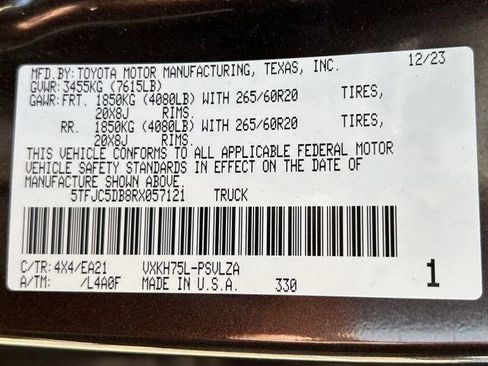 MFD.BY:TOYOTA MOTOR MANUFACTURING, TEXAS, INC. 12/23
GVWR:3455KG (7615LB)
GAWR:FRT. 1850KG (4080LB) WITH 265/60R20 TIRES,
20X8J RIMS.
RR. 1850KG (4080LB) WITH 265/60R20 TIRES,
20X8J RIMS.
THIS VEHICLE CONFORMS TO ALL APPLICABLE FEDERAL MOTOR
VEHICLE SAFETY STANDARDS IN EFFECT ON THE DATE OF
MANUFACTURE SHOWN ABOVE.
5TFJC5DB8RX057121 TRUCK
C/TR:4X4/EA21 VXKH75L-PSVLZA
A/TM: /L4A0F MADE IN U.S.A. 330 1